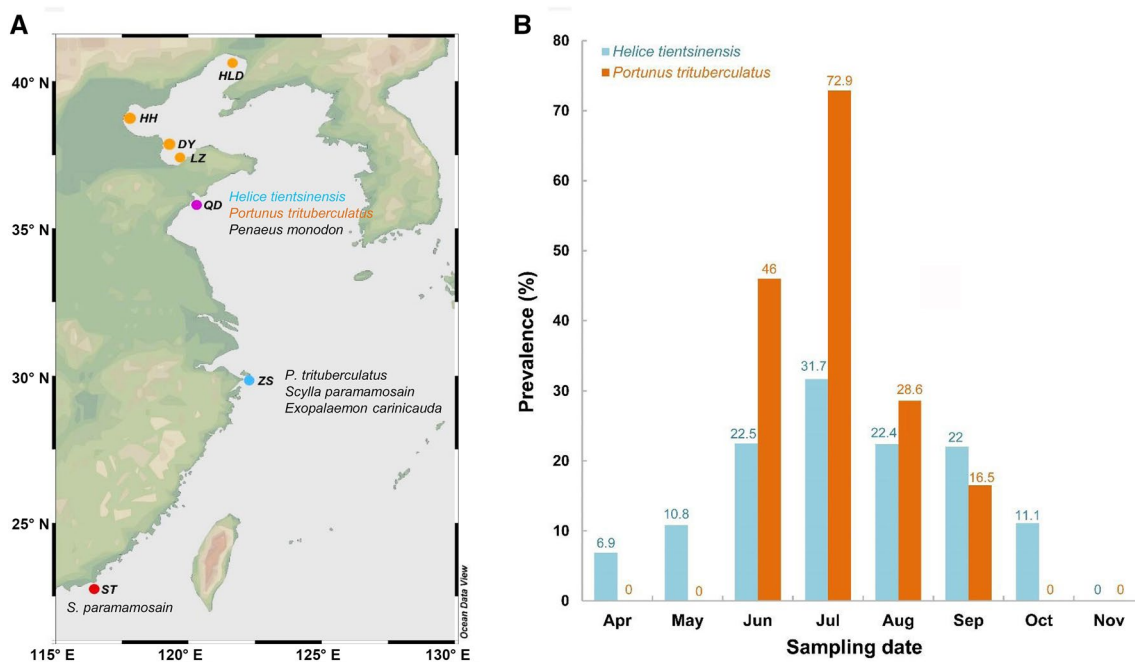 A
40° N
35° N
30° N
25° N
115° E
120° E
125° E
130° E
HLD
HH
DY
LZ
QD
Helice tientsinensis
Portunus trituberculatus
Penaeus monodon
ZS
P. trituberculatus
Scylla paramamosain
Exopalaemon carinicauda
ST
S. paramamosain
Ocean Data View
B
Helice tientsinensis
Portunus trituberculatus
Prevalence (%)
80
70
60
50
40
30
20
10
0
6.9
0
10.8
0
22.5
46
31.7
72.9
22.4
28.6
22
16.5
11.1
0
0
0
Apr
May
Jun
Jul
Aug
Sep
Oct
Nov
Sampling date